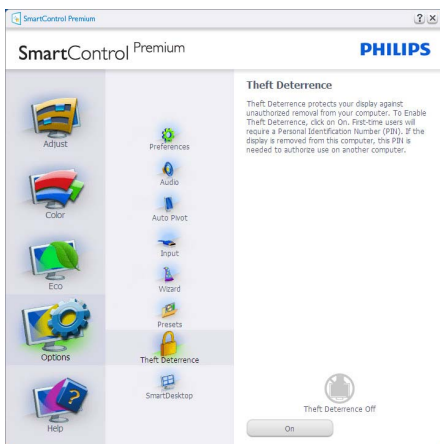 SmartControl Premium
? X
SmartControl Premium
PHILIPS
Adjust
Color
Eco
Options
Help
Preferences
Audio
Auto Pivot
Input
Wizard
Presets
Theft Deterrence
SmartDesktop
Theft Deterrence
Theft Deterrence protects your display against
unauthorized removal from your computer. To Enable
Theft Deterrence, click on On. First-time users will
require a Personal Identification Number (PIN). If the
display is removed from this computer, this PIN is
needed to authorize use on another computer.
Theft Deterrence Off
On